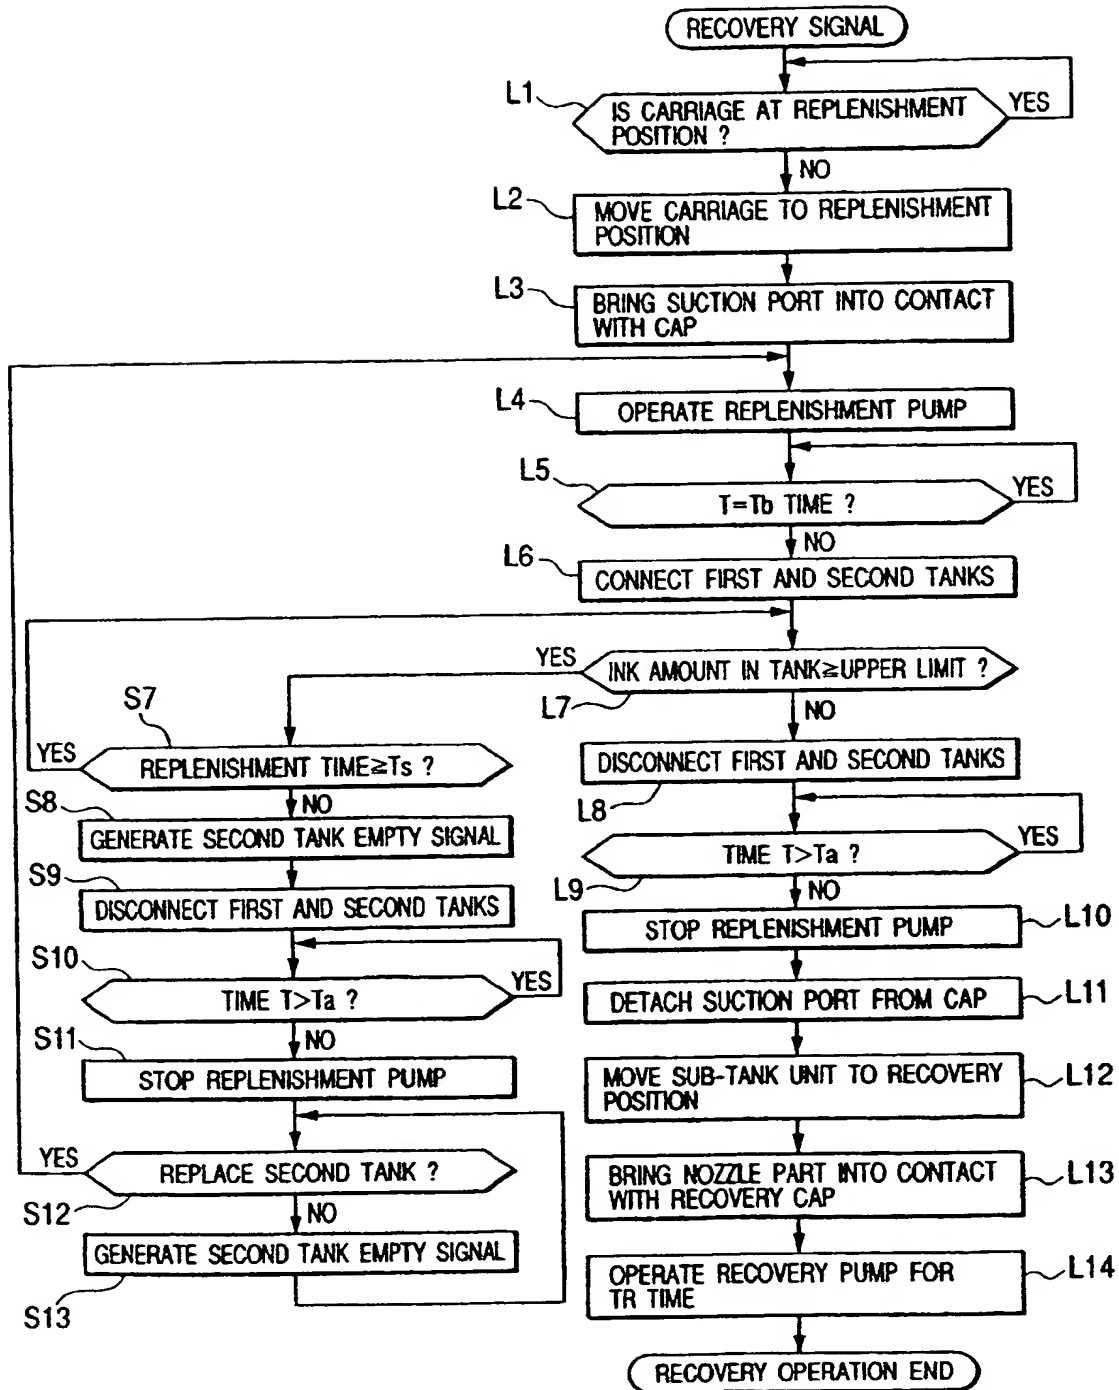 RECOVERY SIGNAL
L1
IS CARRIAGE AT REPLENISHMENT
POSITION ?
YES
NO
L2
MOVE CARRIAGE TO REPLENISHMENT
POSITION
L3
BRING SUCTION PORT INTO CONTACT
WITH CAP
L4
OPERATE REPLENISHMENT PUMP
L5
T=Tb TIME ?
YES
NO
L6
CONNECT FIRST AND SECOND TANKS
YES
INK AMOUNT IN TANK≧UPPER LIMIT ?
L7
NO
S7
YES
REPLENISHMENT TIME≧Ts ?
NO
S8
GENERATE SECOND TANK EMPTY SIGNAL
S9
DISCONNECT FIRST AND SECOND TANKS
S10
TIME T>Ta ?
YES
NO
S11
STOP REPLENISHMENT PUMP
YES
REPLACE SECOND TANK ?
S12
NO
GENERATE SECOND TANK EMPTY SIGNAL
S13
DISCONNECT FIRST AND SECOND TANKS
L8
TIME T>Ta ?
YES
L9
NO
STOP REPLENISHMENT PUMP
L10
DETACH SUCTION PORT FROM CAP
L11
MOVE SUB-TANK UNIT TO RECOVERY
POSITION
L12
BRING NOZZLE PART INTO CONTACT
WITH RECOVERY CAP
L13
OPERATE RECOVERY PUMP FOR
TR TIME
L14
RECOVERY OPERATION END